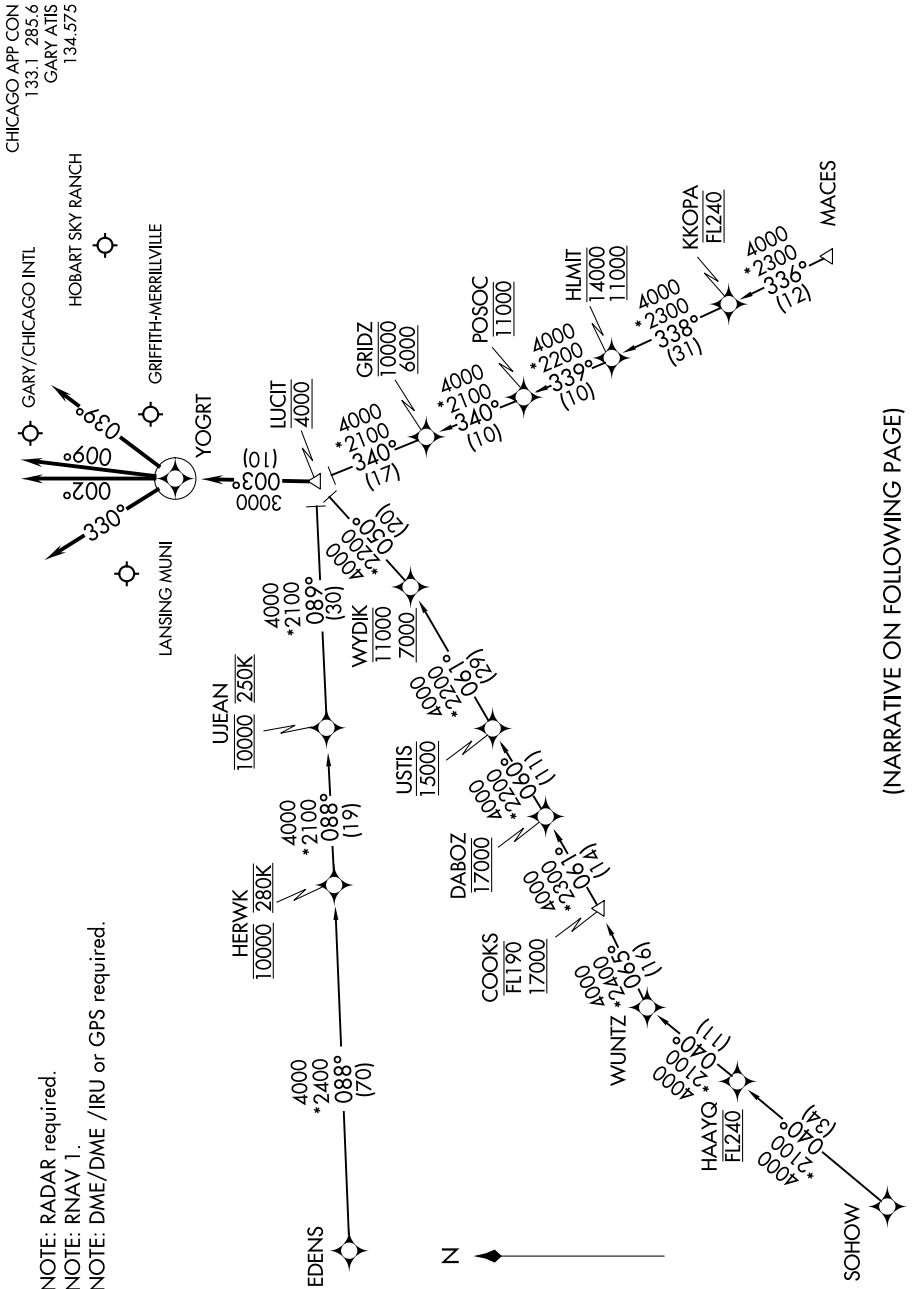 CHICAGO APP CON
133.1 285.6
GARY ATIS
134.575
NOTE: RADAR required.
NOTE: RNAV 1.
NOTE: DME/DME /IRU or GPS required.
GARY/CHICAGO INTL
HOBART SKY RANCH
GRIFFITH-MERRILLVILLE
LANSING MUNI
330°
002°
009°
039°
YOGRT
3000
003°
(10)
LUCIT
4000
EDENS
4000
*2400
088°
(70)
HERWK
10000 280K
4000
*2100
088°
(19)
UJEAN
10000 250K
4000
*2100
089°
(30)
SOHOW
4000
*2100
040°
(34)
HAAYQ
FL240
4000
*2100
040°
(11)
WUNTZ
4000
*2400
065°
(16)
COOKS
FL190
17000
4000
*2300
061°
(14)
DABOZ
17000
4000
*2200
060°
(11)
USTIS
15000
4000
*2200
061°
(29)
WYDIK
11000
7000
4000
*2200
050°
(20)
MACES
4000
*2300
336°
(12)
KKOPA
FL240
4000
*2300
338°
(31)
HLMIT
14000
11000
4000
*2200
339°
(10)
POSOC
11000
4000
*2100
340°
(10)
GRIDZ
10000
6000
4000
*2100
340°
(17)
N
(NARRATIVE ON FOLLOWING PAGE)